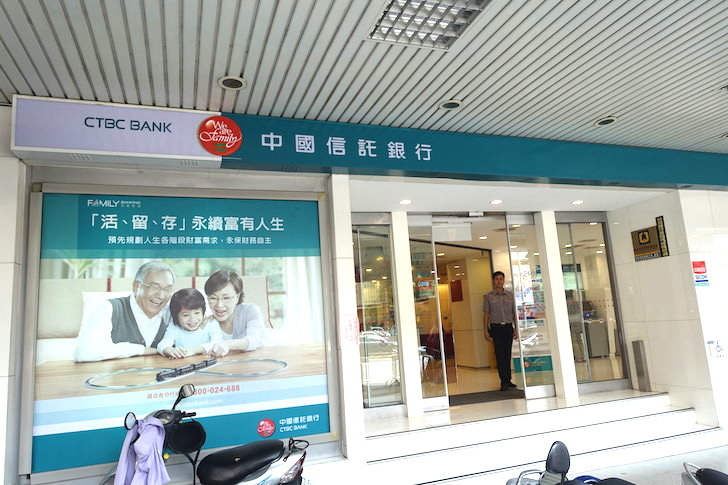 CTBC BANK
We are Family
中國信託銀行
FAMILY BANKING
「活、留、存」永續富有人生
預先規劃人生各階段財富需求，永保財務自主
800-024-688
中國信託銀行
CTBC BANK